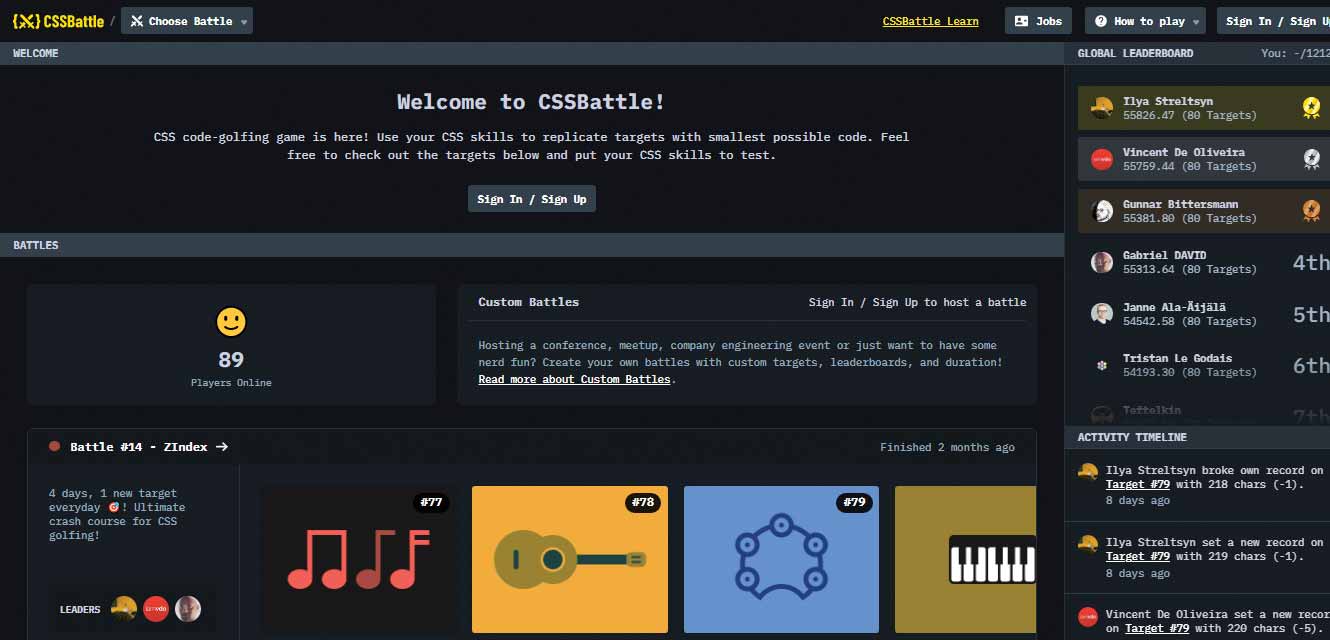 {X} CSSBattle / Choose Battle
CSSBattle Learn
Jobs
How to play
Sign In / Sign Up
WELCOME
Welcome to CSSBattle!
CSS code-golfing game is here! Use your CSS skills to replicate targets with smallest possible code. Feel
free to check out the targets below and put your CSS skills to test.
Sign In / Sign Up
BATTLES
89
Players Online
Custom Battles
Sign In / Sign Up to host a battle
Hosting a conference, meetup, company engineering event or just want to have some
nerd fun? Create your own battles with custom targets, leaderboards, and duration!
Read more about Custom Battles.
Battle #14 - ZIndex →
Finished 2 months ago
4 days, 1 new target
everyday 🎯! Ultimate
crash course for CSS
golfing!
LEADERS
#77
#78
#79
GLOBAL LEADERBOARD
You: -/1212
Ilya Streltsyn
55826.47 (80 Targets)
Vincent De Oliveira
55759.44 (80 Targets)
Gunnar Bittersmann
55381.80 (80 Targets)
Gabriel DAVID
55313.64 (80 Targets)
4th
Janne Ala-Äijälä
54542.58 (80 Targets)
5th
Tristan Le Godais
54193.30 (80 Targets)
6th
Teftelkin
7th
ACTIVITY TIMELINE
Ilya Streltsyn broke own record on
Target #79 with 218 chars (-1).
8 days ago
Ilya Streltsyn set a new record on
Target #79 with 219 chars (-1).
8 days ago
Vincent De Oliveira set a new recor
on Target #79 with 220 chars (-5).